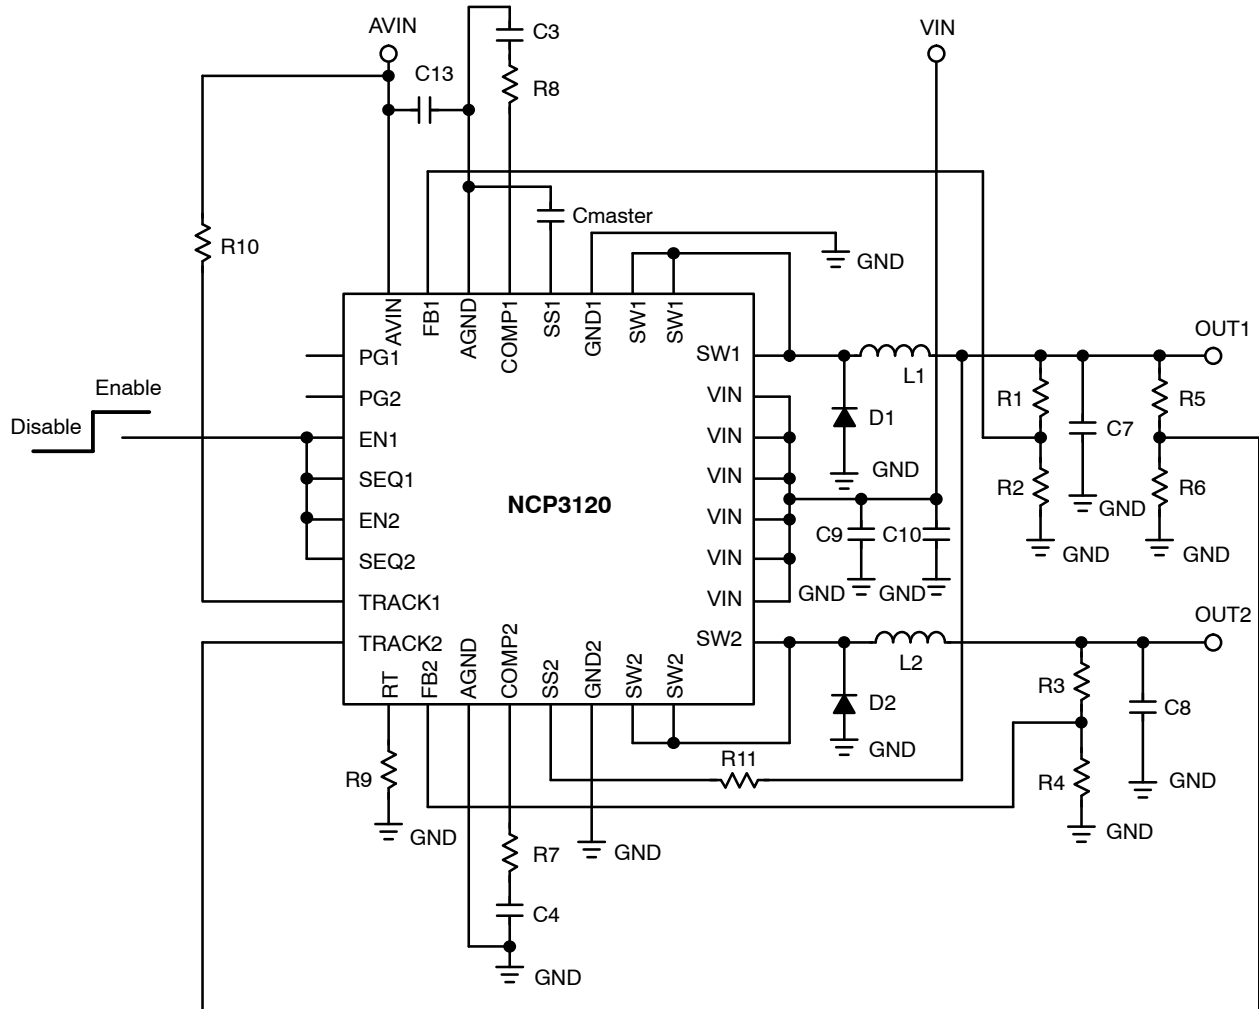 AVIN
C3
VIN
C13
R8
Cmaster
R10
GND
AVIN
FB1
AGND
COMP1
SS1
GND1
SW1
SW1
OUT1
PG1
SW1
L1
Enable
PG2
VIN
R1
R5
Disable
EN1
VIN
D1
C7
GND
SEQ1
VIN
R2
R6
NCP3120
GND
EN2
VIN
C9
C10
GND
GND
SEQ2
VIN
GND
GND
TRACK1
VIN
OUT2
TRACK2
SW2
L2
RT
FB2
AGND
COMP2
SS2
GND2
SW2
SW2
R3
D2
C8
GND
R11
R9
R4
GND
GND
GND
R7
GND
C4
GND